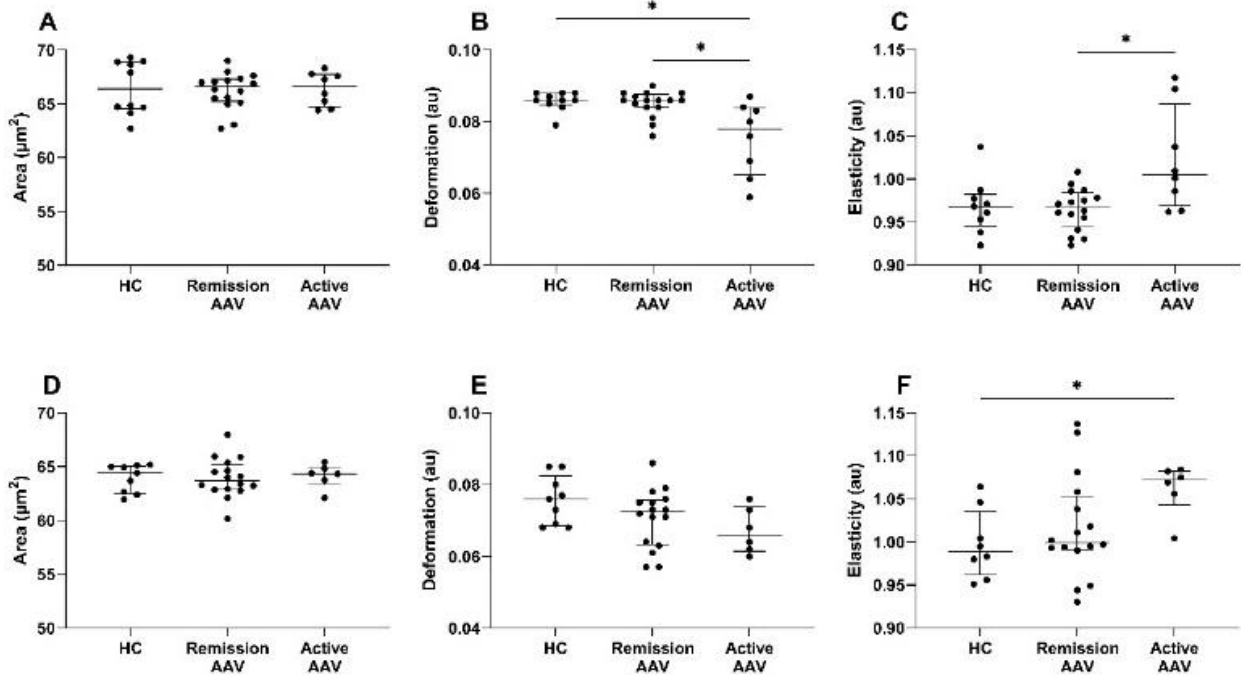 A
Area (µm²)
70
65
60
55
50
HC
Remission AAV
Active AAV
B
*
*
Deformation (au)
0.10
0.08
0.06
0.04
HC
Remission AAV
Active AAV
C
*
Elasticity (au)
1.15
1.10
1.05
1.00
0.95
0.90
HC
Remission AAV
Active AAV
D
Area (µm²)
70
65
60
55
50
HC
Remission AAV
Active AAV
E
Deformation (au)
0.10
0.08
0.06
0.04
HC
Remission AAV
Active AAV
F
*
Elasticity (au)
1.15
1.10
1.05
1.00
0.95
0.90
HC
Remission AAV
Active AAV